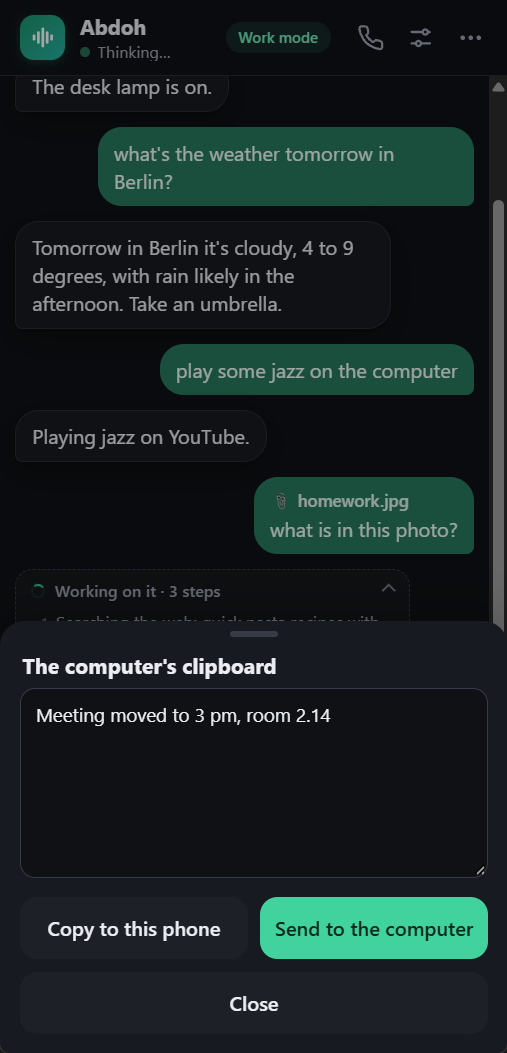 Abdoh
Thinking...
Work mode
The desk lamp is on.
what's the weather tomorrow in
Berlin?
Tomorrow in Berlin it's cloudy, 4 to 9
degrees, with rain likely in the
afternoon. Take an umbrella.
play some jazz on the computer
Playing jazz on YouTube.
homework.jpg
what is in this photo?
Working on it · 3 steps
The computer's clipboard
Meeting moved to 3 pm, room 2.14
Copy to this phone
Send to the computer
Close